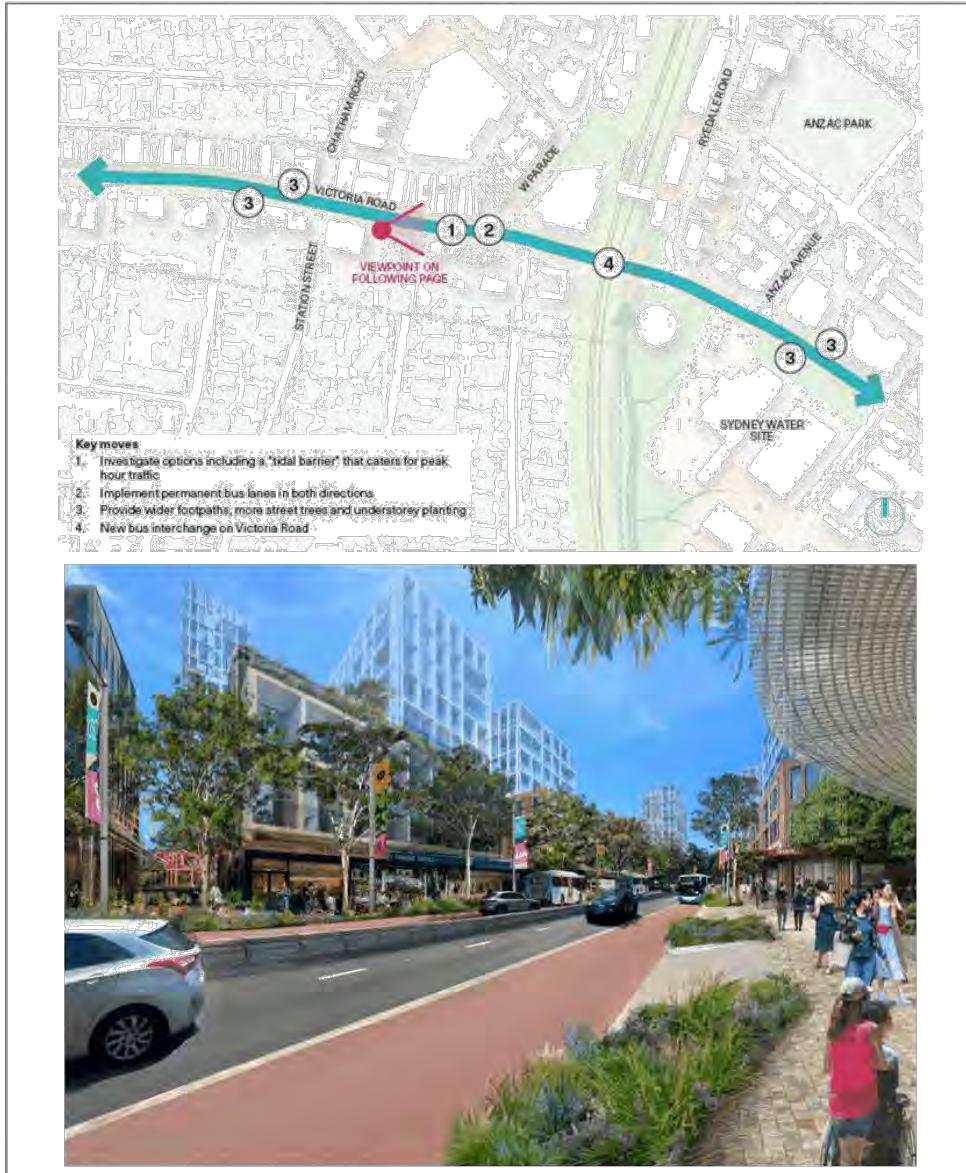 CHATHAM ROAD
RYEDALE ROAD
ANZAC PARK
W PARADE
3
VICTORIA ROAD
3
1
2
VIEWPOINT ON
FOLLOWING PAGE
STATION STREET
4
ANZAC AVENUE
3
3
SYDNEY WATER
SITE
Key moves
1. Investigate options including a "tidal barrier" that caters for peak
hour traffic
2. Implement permanent bus lanes in both directions
3. Provide wider footpaths, more street trees and understorey planting
4. New bus interchange on Victoria Road